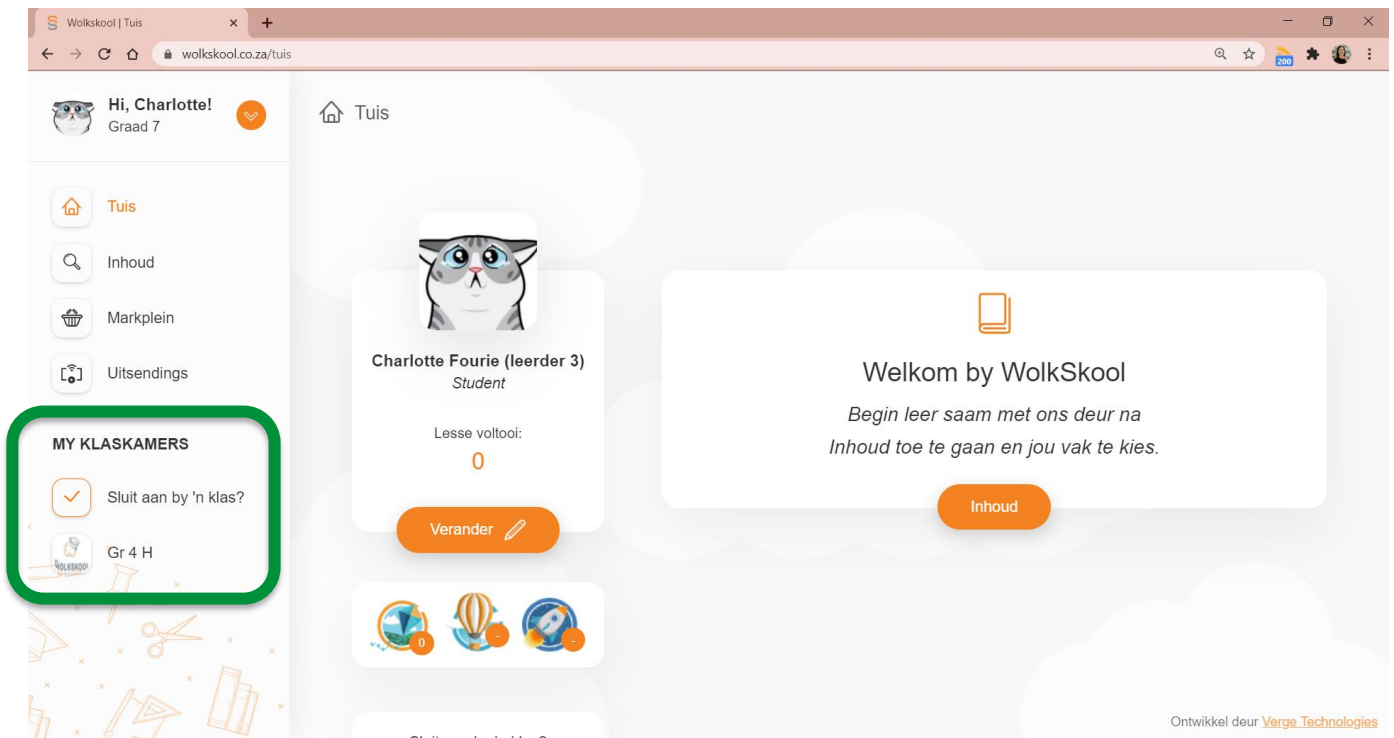 Wolkskool | Tuis
wolkskool.co.za/tuis
200
Hi, Charlotte!
Graad 7
Tuis
Inhoud
Markplein
Uitsendings
MY KLASKAMERS
Sluit aan by 'n klas?
Gr 4 H
WOLKSKOOL
Tuis
Charlotte Fourie (leerder 3)
Student
Lesse voltooi:
0
Verander
0
-
-
Welkom by WolkSkool
Begin leer saam met ons deur na
Inhoud toe te gaan en jou vak te kies.
Inhoud
Ontwikkel deur Verge Technologies